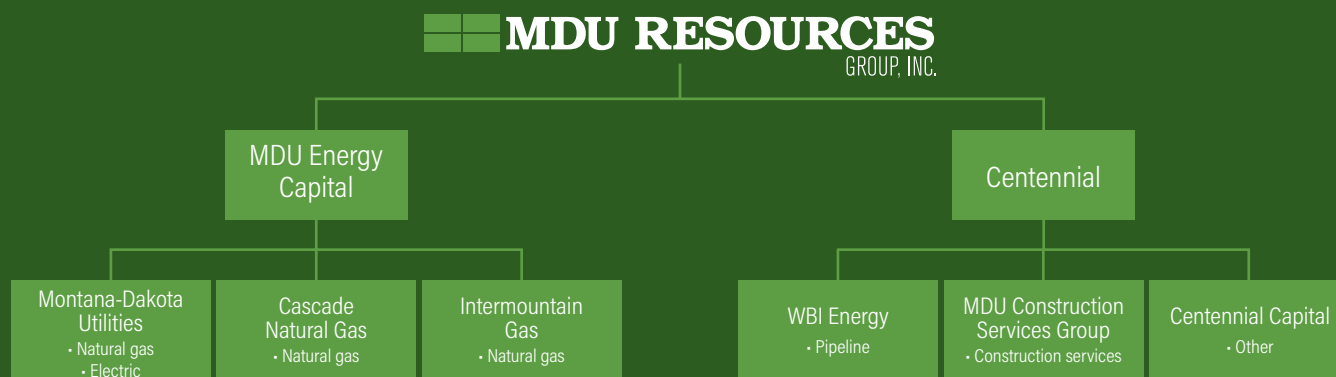 MDU RESOURCES
GROUP, INC.
MDU Energy
Capital
Centennial
Montana-Dakota
Utilities
• Natural gas
• Electric
Cascade
Natural Gas
• Natural gas
Intermountain
Gas
• Natural gas
WBI Energy
• Pipeline
MDU Construction
Services Group
• Construction services
Centennial Capital
• Other